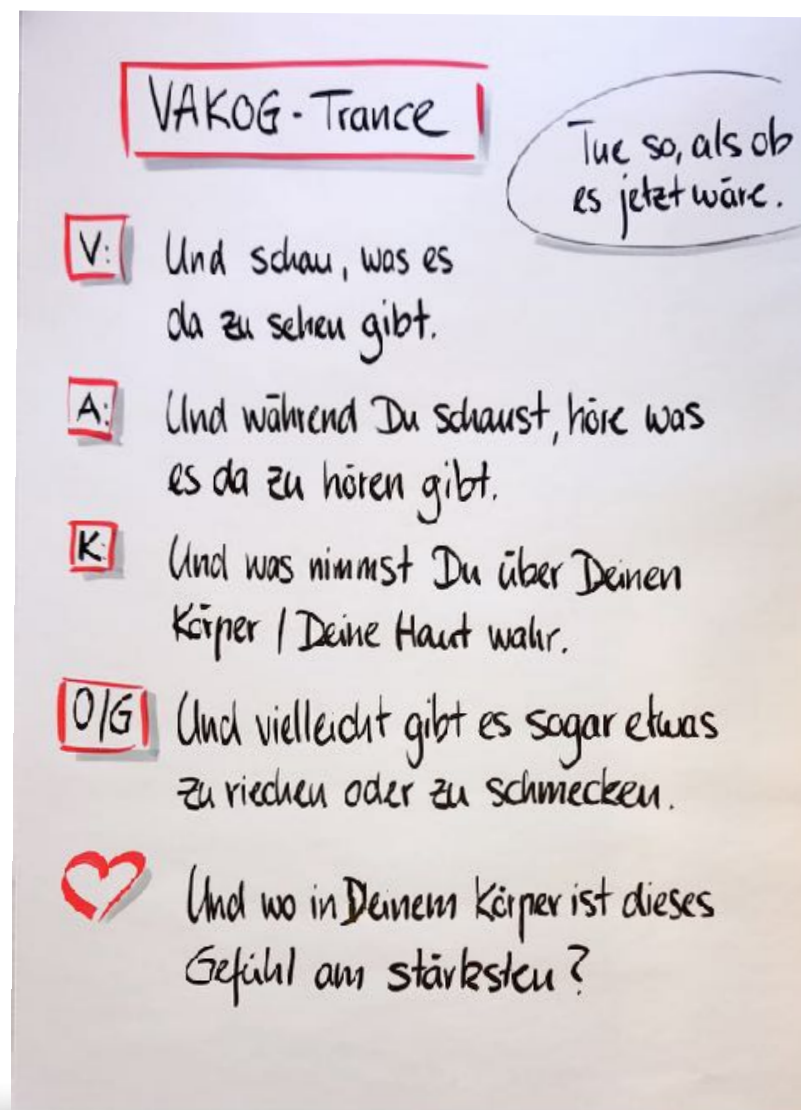 VAKOG - Trance
Tue so, als ob
es jetzt wäre.
V: Und schau, was es
da zu sehen gibt.
A: Und während Du schaust, höre was
es da zu hören gibt.
K: Und was nimmst Du über Deinen
Körper / Deine Haut wahr.
O/G Und vielleicht gibt es sogar etwas
zu riechen oder zu schmecken.
Und wo in Deinem Körper ist dieses
Gefühl am stärksten?